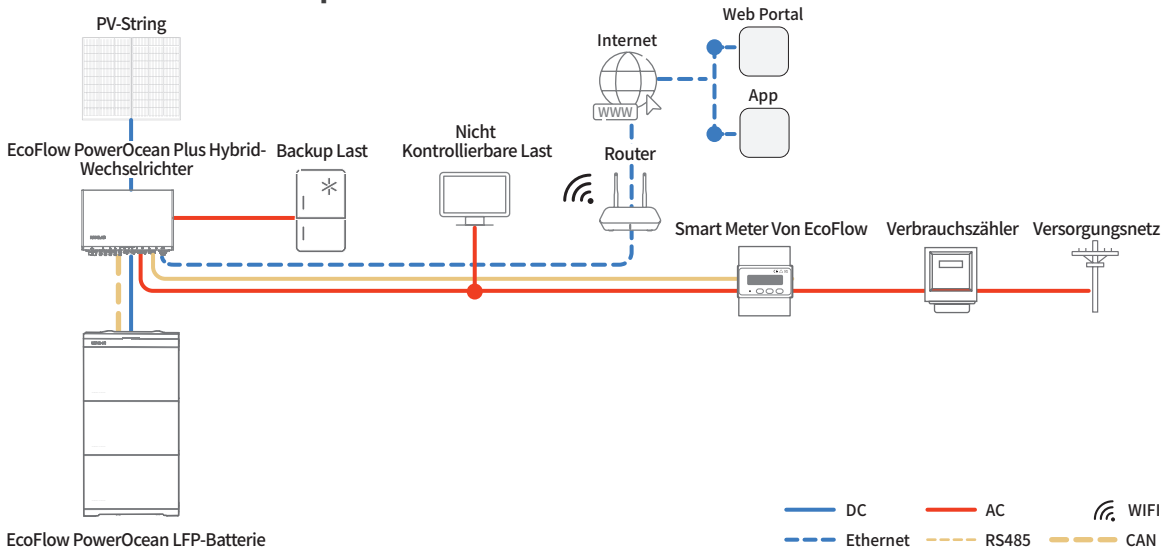 PV-String
Web Portal
Internet
App
WWW
EcoFlow PowerOcean Plus Hybrid-
Wechselrichter
Backup Last
Nicht
Kontrollierbare Last
Router
Smart Meter Von EcoFlow
Verbrauchszähler
Versorgungsnetz
EcoFlow PowerOcean LFP-Batterie
DC
AC
WIFI
Ethernet
RS485
CAN